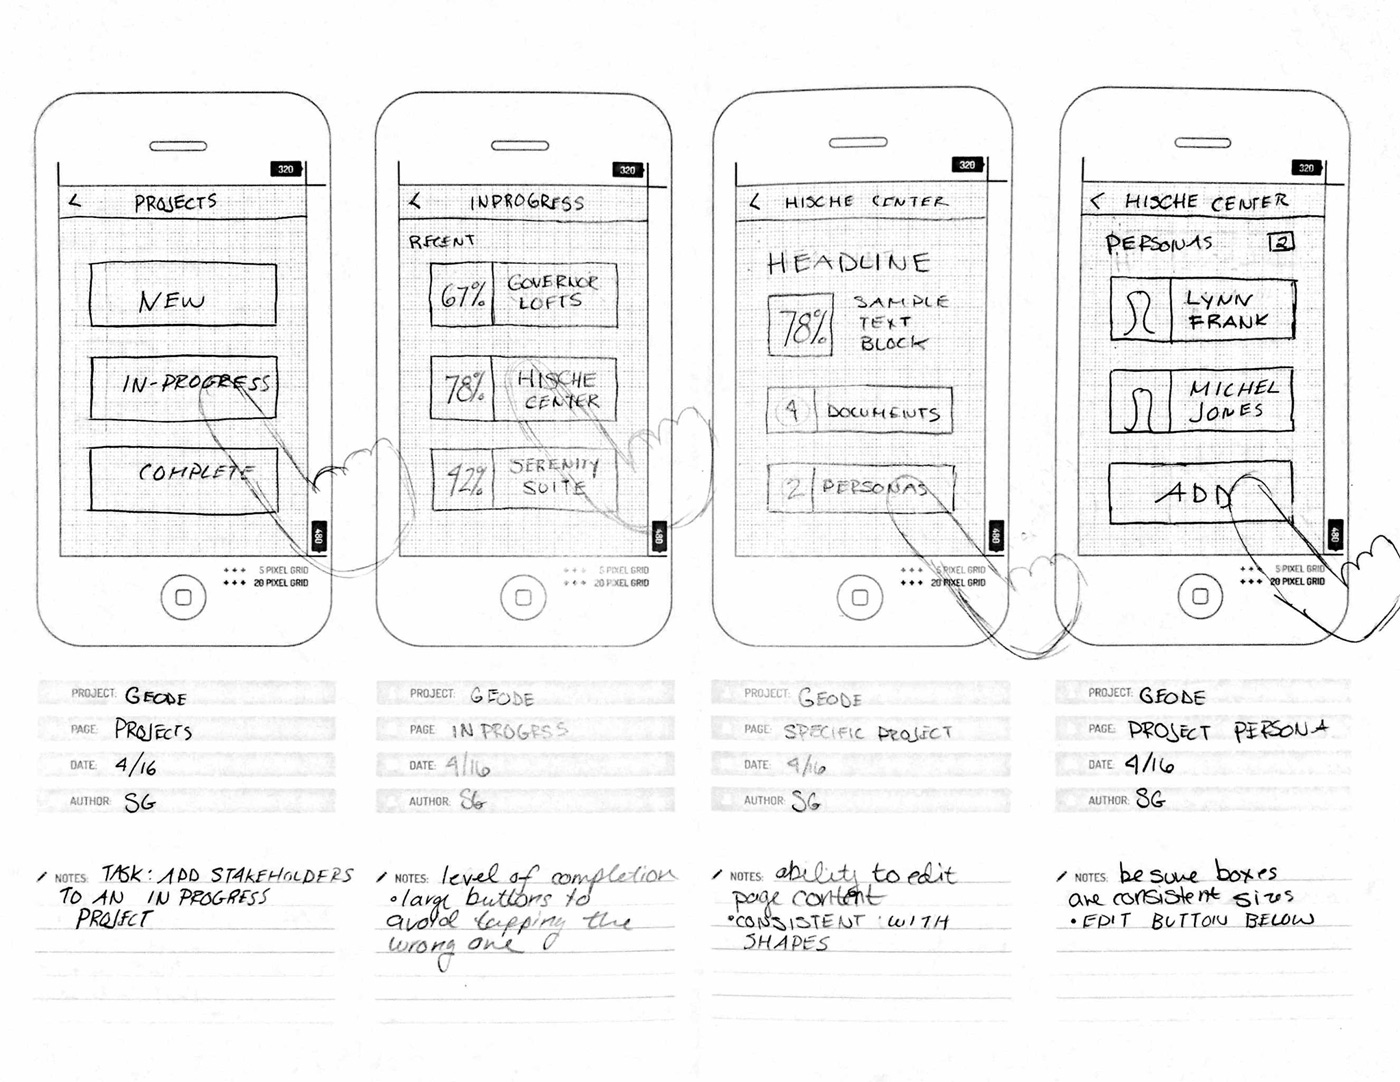 320
< PROJECTS
NEW
IN-PROGRESS
COMPLETE
480
5 PIXEL GRID
20 PIXEL GRID
PROJECT: GEODE
PAGE: PROJECTS
DATE: 4/16
AUTHOR: SG
NOTES: TASK: ADD STAKEHOLDERS
TO AN IN PROGRESS
PROJECT
320
< INPROGRESS
RECENT
67% GOVERNOR
LOFTS
78% HISCHE
CENTER
42% SERENITY
SUITE
480
5 PIXEL GRID
20 PIXEL GRID
PROJECT: GEODE
PAGE: IN PROGRESS
DATE: 4/16
AUTHOR: SG
NOTES: level of completion
• large buttons to
avoid tapping the
wrong one
320
< HISCHE CENTER
HEADLINE
78% SAMPLE
TEXT
BLOCK
4 DOCUMENTS
2 PERSONAS
480
5 PIXEL GRID
20 PIXEL GRID
PROJECT: GEODE
PAGE: SPECIFIC PROJECT
DATE: 4/16
AUTHOR: SG
NOTES: ability to edit
page content
• CONSISTENT WITH
SHAPES
320
< HISCHE CENTER
PERSONAS 2
LYNN
FRANK
MICHEL
JONES
ADD
480
5 PIXEL GRID
20 PIXEL GRID
PROJECT: GEODE
PAGE: PROJECT PERSONA
DATE: 4/16
AUTHOR: SG
NOTES: be sure boxes
are consistent sizes
• EDIT BUTTON BELOW